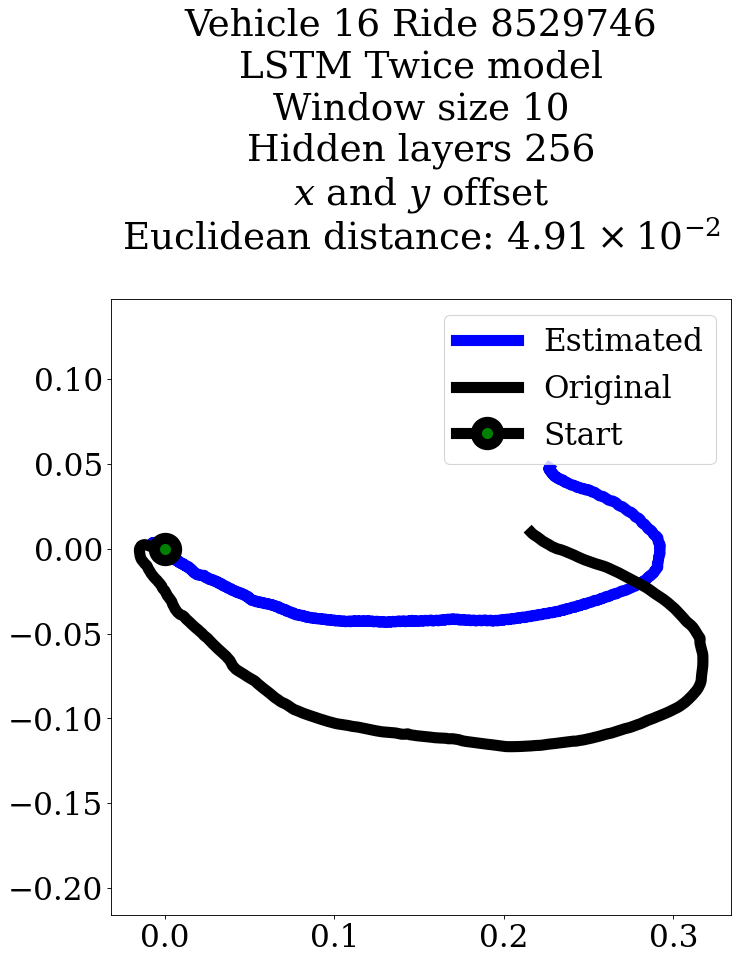 Vehicle 16 Ride 8529746
LSTM Twice model
Window size 10
Hidden layers 256
x and y offset
Euclidean distance: 4.91 × 10⁻²
Estimated
Original
Start
0.10
0.05
0.00
−0.05
−0.10
−0.15
−0.20
0.0 0.1 0.2 0.3